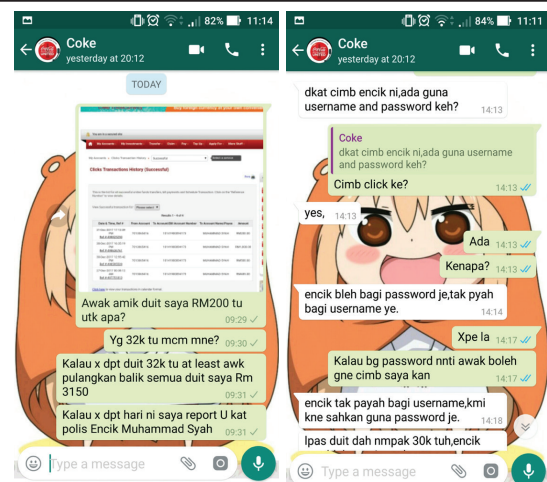 82% 11:14
Coke
yesterday at 20:12
TODAY
My Accounts
Clicks Transactions History (Successful)
Awak amik duit saya RM200 tu
utk apa?
09:29
Yg 32k tu mcm mne? 09:30
Kalau x dpt duit 32k tu at least awk
pulangkan balik semua duit saya Rm
3150
09:31
Kalau x dpt hari ni saya report U kat
polis Encik Muhammad Syah
09:31
Type a message
84% 11:11
Coke
yesterday at 20:12
dkat cimb encik ni,ada guna
username and password keh?
14:13
Coke
dkat cimb encik ni,ada guna username
and password keh?
Cimb click ke?
14:13
yes, 14:13
Ada 14:13
Kenapa? 14:13
encik bleh bagi password je,tak pyah
bagi username ye.
14:14
Xpe la 14:17
Kalau bg password nnti awak boleh
gne cimb saya kan
14:17
encik tak payah bagi username,kmi
kne sahkan guna password je.
14:18
lpas duit dah nmpak 30k tuh,encik
Type a message